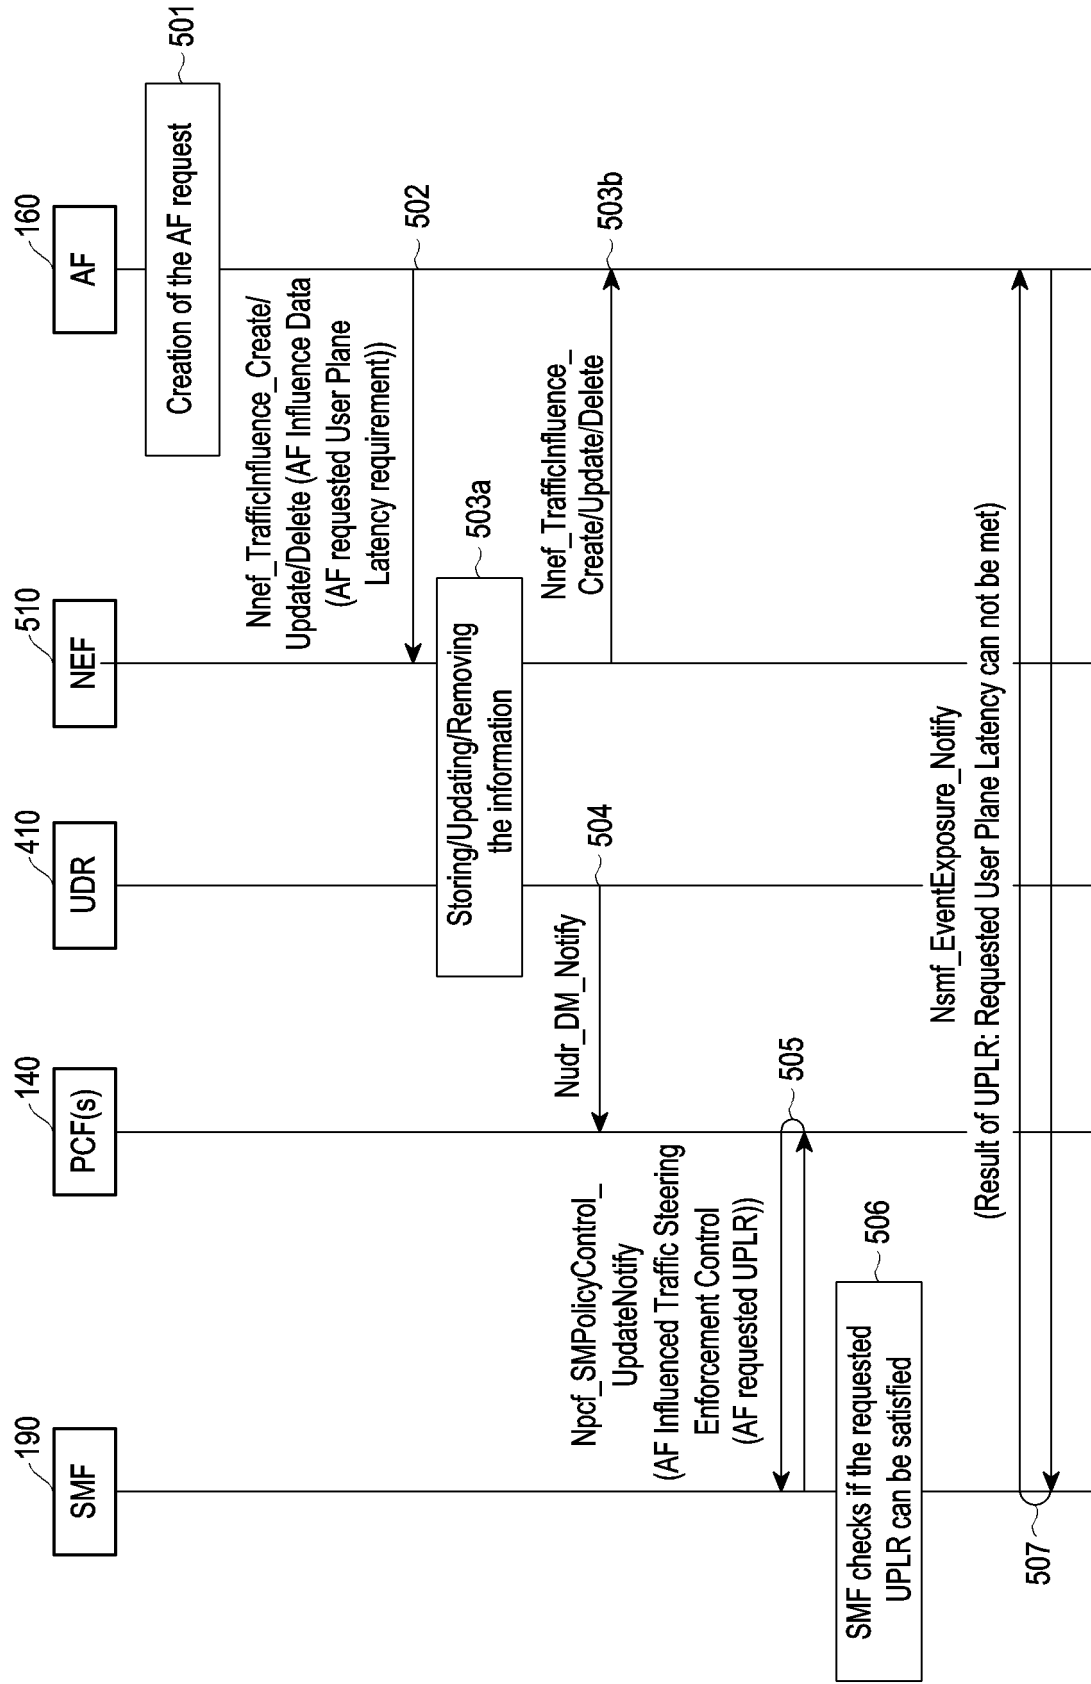 190
SMF
140
PCF(s)
410
UDR
510
NEF
160
AF
Creation of the AF request
501
Nnef_TrafficInfluence_Create/
Update/Delete (AF Influence Data
(AF requested User Plane
Latency requirement))
502
Storing/Updating/Removing
the information
503a
Nnef_TrafficInfluence_
Create/Update/Delete
503b
Nudr_DM_Notify
504
Npcf_SMPolicyControl_
UpdateNotify
(AF Influenced Traffic Steering
Enforcement Control
(AF requested UPLR))
505
SMF checks if the requested
UPLR can be satisfied
506
Nsmf_EventExposure_Notify
(Result of UPLR: Requested User Plane Latency can not be met)
507